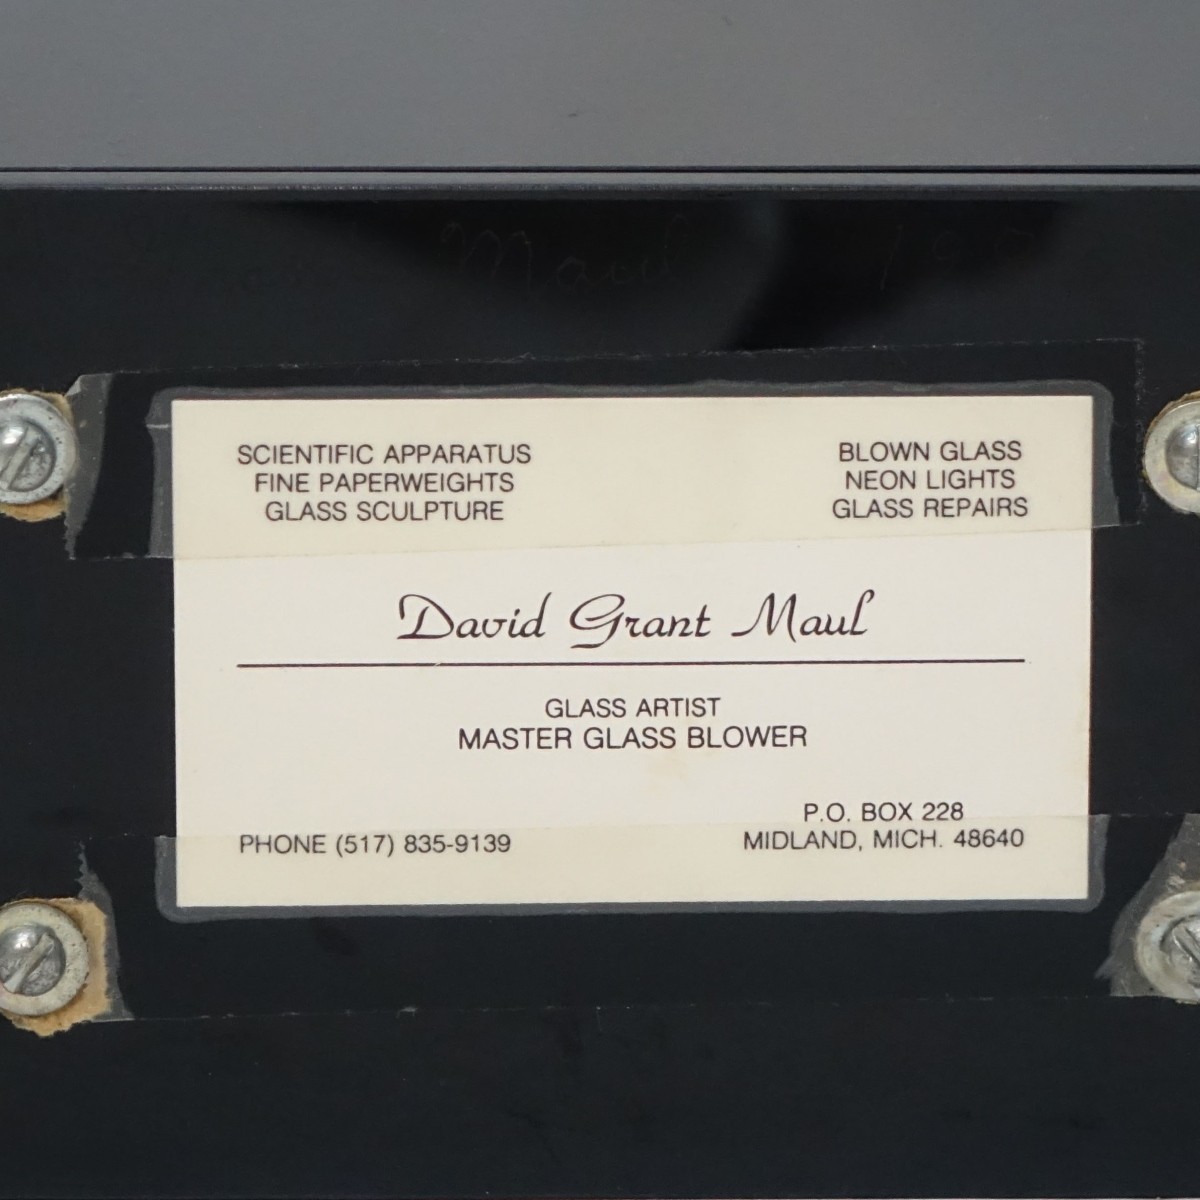 Maul
SCIENTIFIC APPARATUS
FINE PAPERWEIGHTS
GLASS SCULPTURE
BLOWN GLASS
NEON LIGHTS
GLASS REPAIRS
David Grant Maul
GLASS ARTIST
MASTER GLASS BLOWER
PHONE (517) 835-9139
P.O. BOX 228
MIDLAND, MICH. 48640